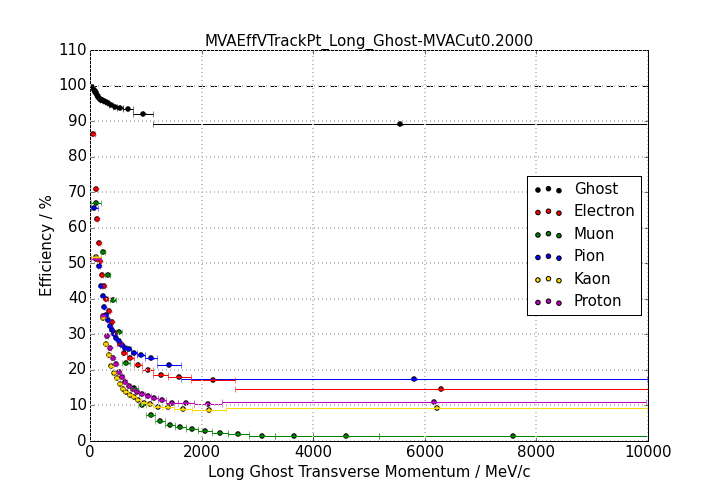 MVAEffVTrackPt_Long_Ghost-MVACut0.2000
110
100
90
80
70
60
50
40
30
20
10
0
Efficiency / %
Ghost
Electron
Muon
Pion
Kaon
Proton
0 2000 4000 6000 8000 10000
Long Ghost Transverse Momentum / MeV/c